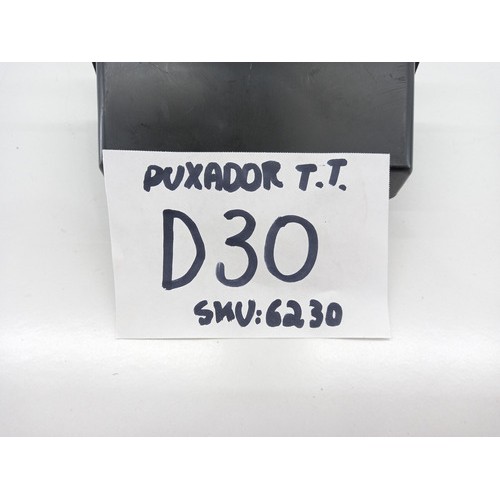 PUXADOR T.T.
D30
SKU:6230